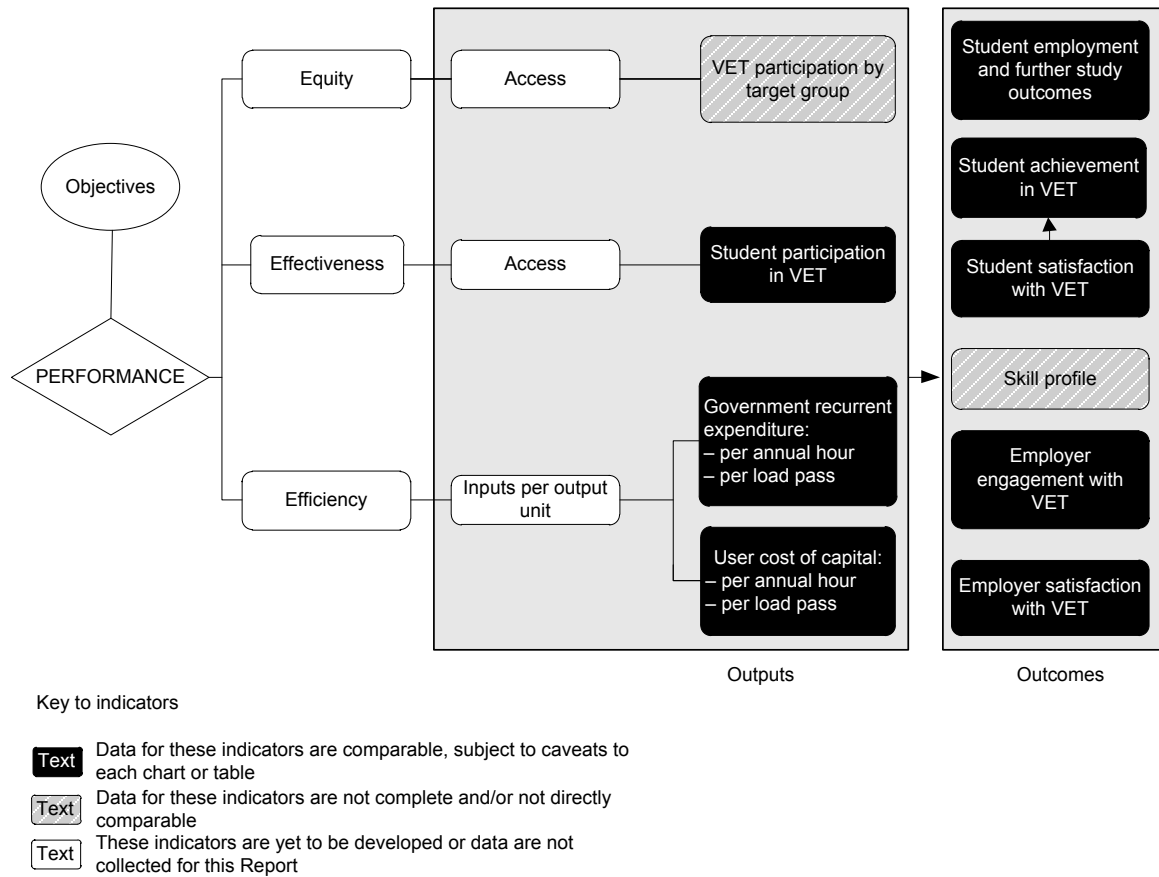 Objectives
PERFORMANCE
Equity
Access
VET participation by
target group
Effectiveness
Access
Student participation
in VET
Efficiency
Inputs per output
unit
Government recurrent
expenditure:
– per annual hour
– per load pass
User cost of capital:
– per annual hour
– per load pass
Outputs
Student employment
and further study
outcomes
Student achievement
in VET
Student satisfaction
with VET
Skill profile
Employer
engagement with
VET
Employer satisfaction
with VET
Outcomes
Key to indicators
Text
Data for these indicators are comparable, subject to caveats to
each chart or table
Text
Data for these indicators are not complete and/or not directly
comparable
Text
These indicators are yet to be developed or data are not
collected for this Report